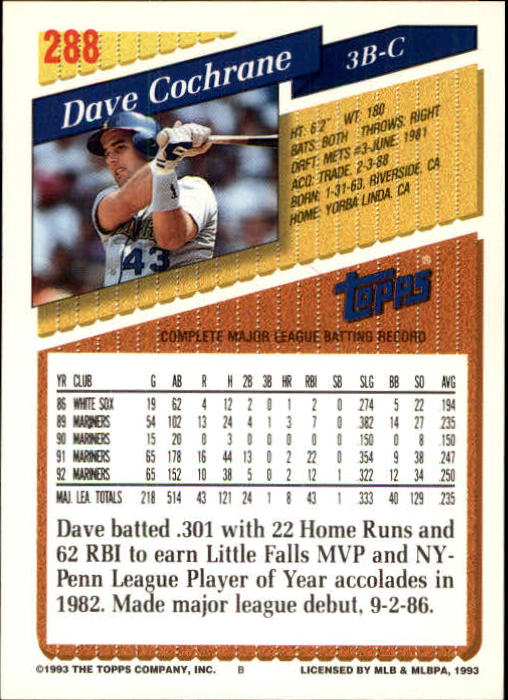 288
Dave Cochrane
3B-C
HT: 6'2" WT: 180
BATS: BOTH THROWS: RIGHT
DRFT: METS #3-JUNE, 1981
ACQ: TRADE, 2-3-88
BORN: 1-31-63, RIVERSIDE, CA
HOME: YORBA LINDA, CA
43
TOPPS®
COMPLETE MAJOR LEAGUE BATTING RECORD
YR CLUB G AB R H 2B 3B HR RBI SB SLG BB SO AVG
86 WHITE SOX 19 62 4 12 2 0 1 2 0 .274 5 22 .194
89 MARINERS 54 102 13 24 4 1 3 7 0 .382 14 27 .235
90 MARINERS 15 20 0 3 0 0 0 0 0 .150 0 8 .150
91 MARINERS 65 178 16 44 13 0 2 22 0 .354 9 38 .247
92 MARINERS 65 152 10 38 5 0 2 12 1 .322 12 34 .250
MAJ. LEA. TOTALS 218 514 43 121 24 1 8 43 1 .333 40 129 .235
Dave batted .301 with 22 Home Runs and
62 RBI to earn Little Falls MVP and NY-
Penn League Player of Year accolades in
1982. Made major league debut, 9-2-86.
©1993 THE TOPPS COMPANY, INC. B LICENSED BY MLB & MLBPA, 1993